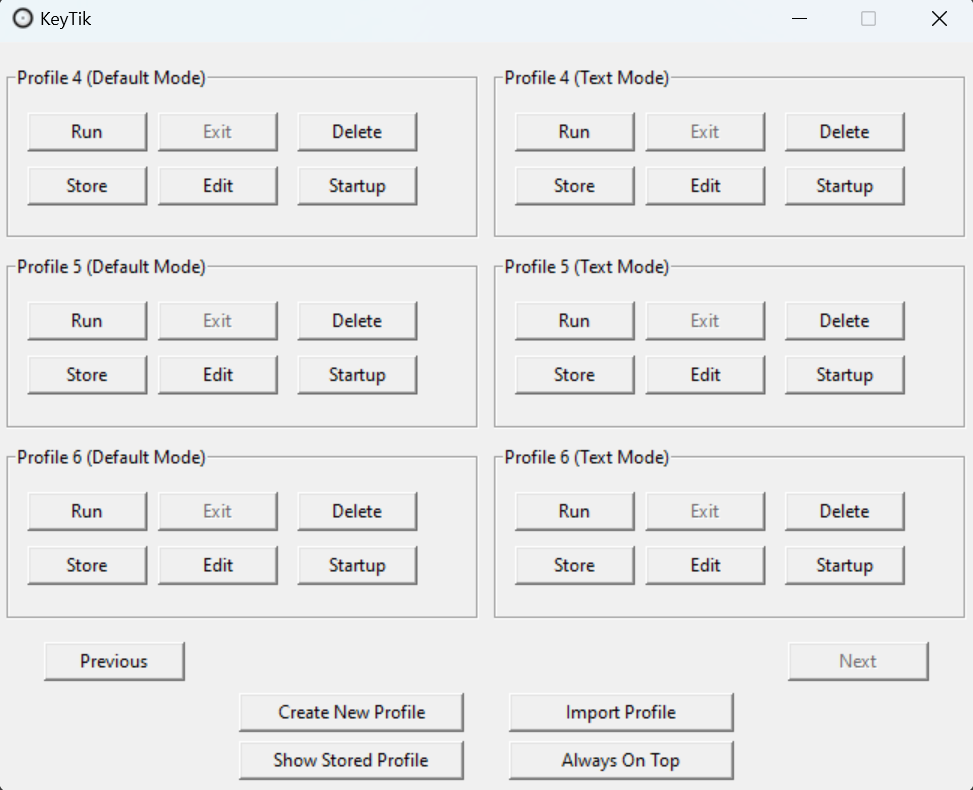 KeyTik
Profile 4 (Default Mode) Profile 4 (Text Mode)
Run Exit Delete Run Exit Delete
Store Edit Startup Store Edit Startup
Profile 5 (Default Mode) Profile 5 (Text Mode)
Run Exit Delete Run Exit Delete
Store Edit Startup Store Edit Startup
Profile 6 (Default Mode) Profile 6 (Text Mode)
Run Exit Delete Run Exit Delete
Store Edit Startup Store Edit Startup
Previous Next
Create New Profile Import Profile
Show Stored Profile Always On Top